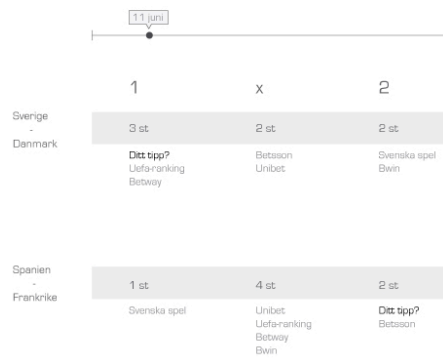 11 juni
1 x 2
Sverige
-
Danmark
3 st 2 st 2 st
Ditt tipp? Betsson Svenska spel
Uefa-ranking Unibet Bwin
Betway
Spanien
-
Frankrike
1 st 4 st 2 st
Svenska spel Unibet Ditt tipp?
Uefa-ranking Betsson
Betway
Bwin